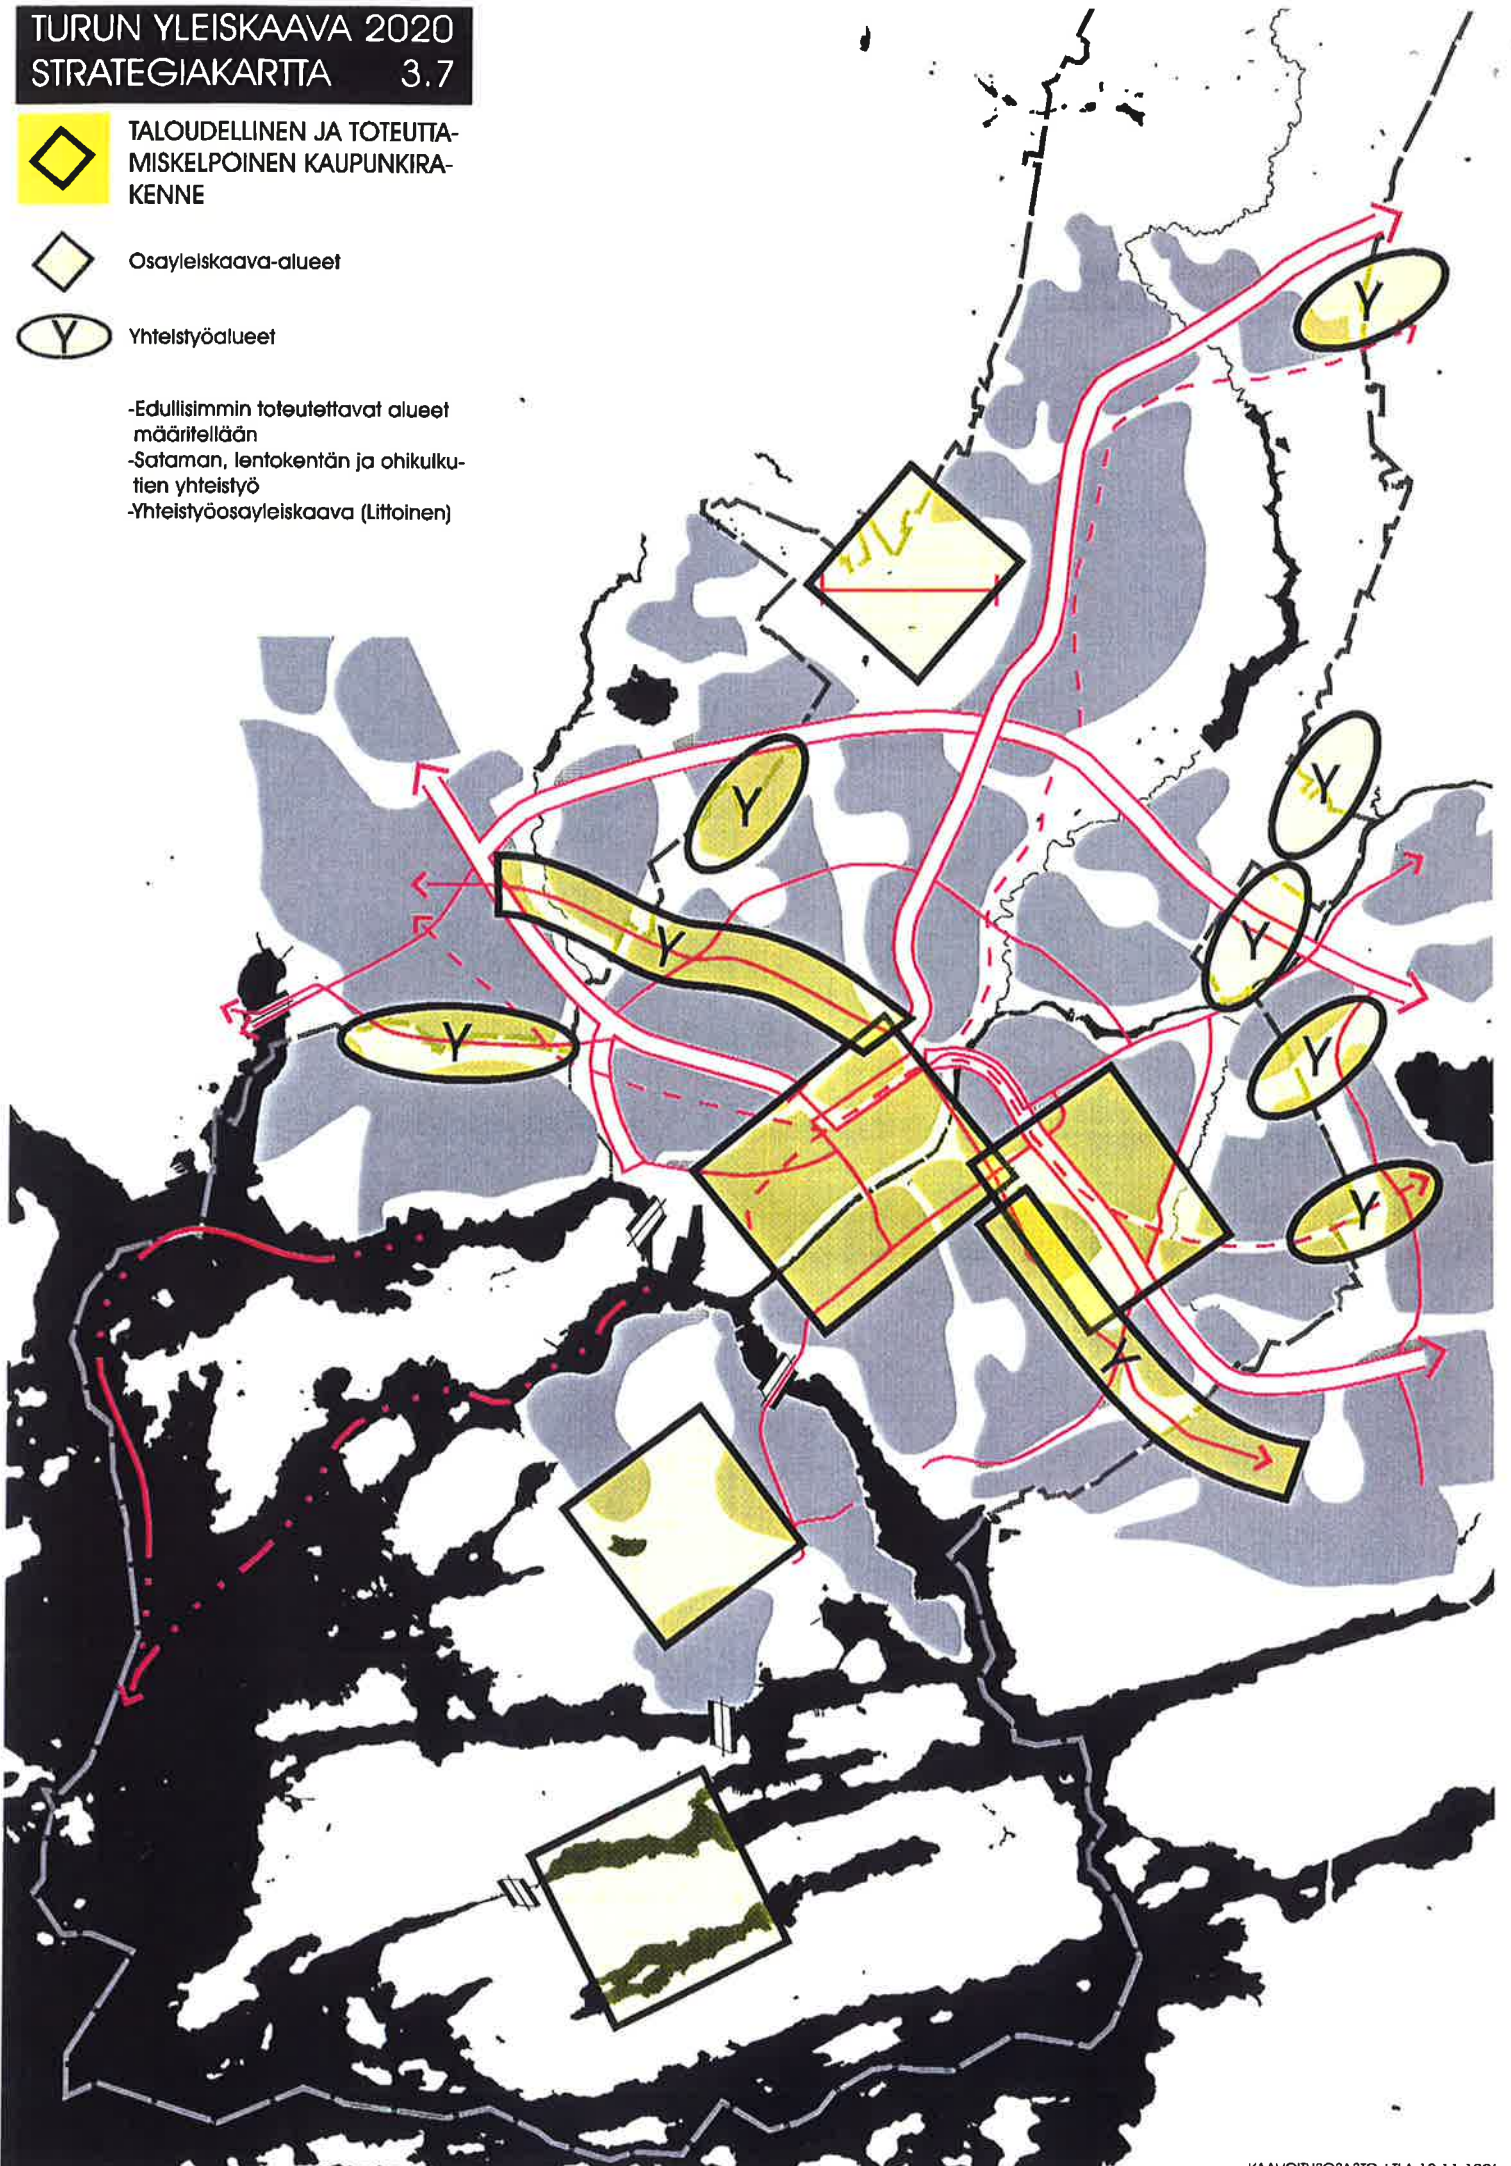 TURUN YLEISKAAVA 2020
STRATEGIAKARTTA 3.7
TALOUDELLINEN JA TOTEUTTA-
MISKELPOINEN KAUPUNKIRA-
KENNE
Osayleiskaava-alueet
Y
Yhteistyöalueet
-Edullisimmin toteutettavat alueet
määritellään
-Sataman, lentokentän ja ohikulku-
tien yhteistyö
-Yhteistyöosayleiskaava (Littoinen)
Y
Y
Y
Y
Y
Y
Y
Y
Y